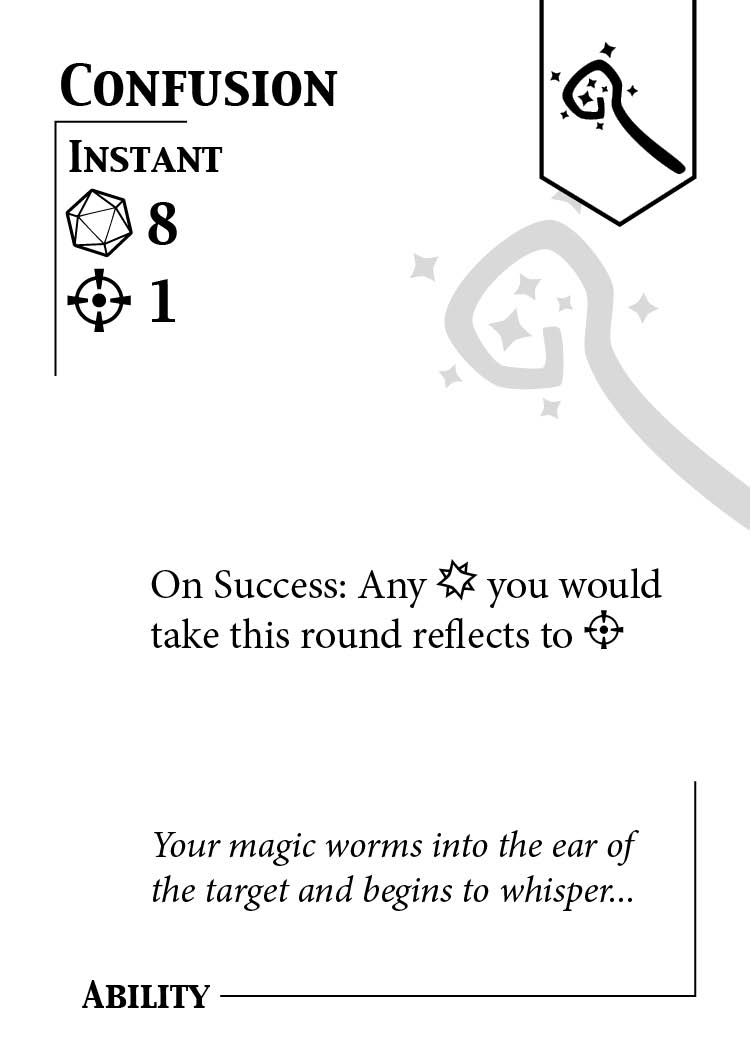 Confusion
Instant
8
1
On Success: Any you would
take this round reflects to
Your magic worms into the ear of
the target and begins to whisper...
Ability